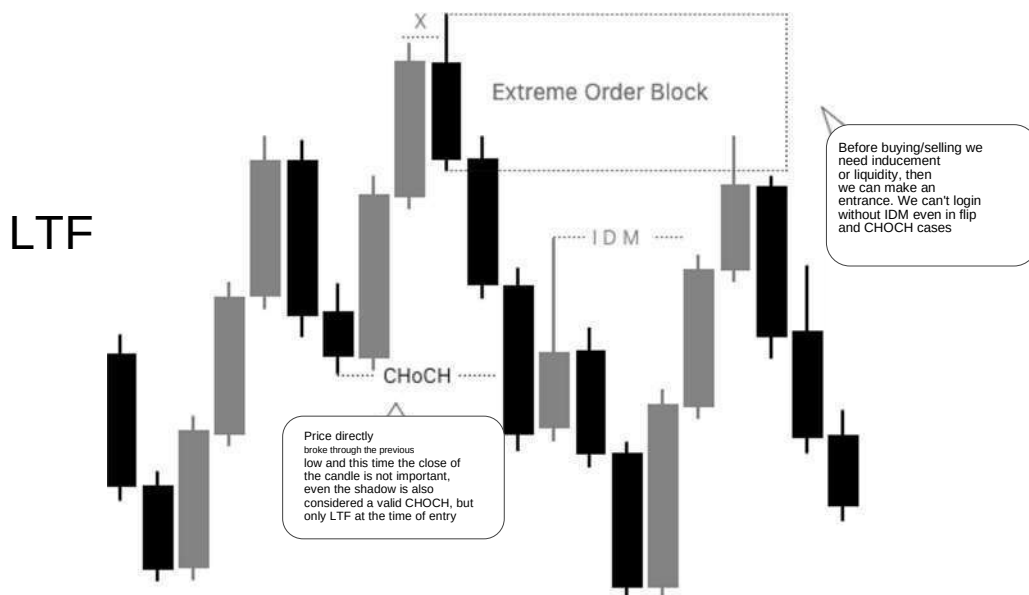 X
Extreme Order Block
Before buying/selling we
need inducement
or liquidity, then
we can make an
entrance. We can't login
without IDM even in flip
and CHOCH cases
LTF
IDM
CHoCH
Price directly
broke through the previous
low and this time the close of
the candle is not important,
even the shadow is also
considered a valid CHOCH, but
only LTF at the time of entry